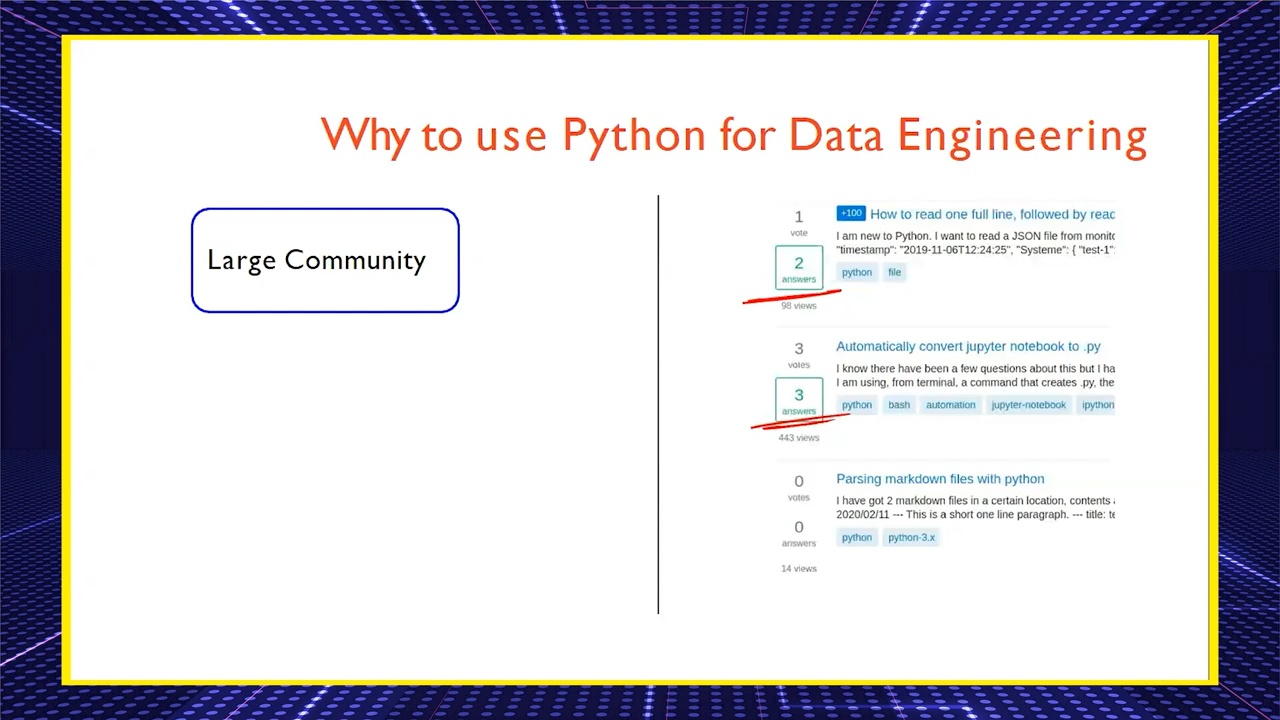 Why to use Python for Data Engineering
Large Community
1
vote
2
answers
98 views
+100 How to read one full line, followed by read
I am new to Python. I want to read a JSON file from monito
"timestamp": "2019-11-06T12:24:25", "Systeme": { "test-1":
python file
3
votes
3
answers
443 views
Automatically convert jupyter notebook to .py
I know there have been a few questions about this but I ha
I am using, from terminal, a command that creates .py, the
python bash automation jupyter-notebook ipython
0
votes
0
answers
14 views
Parsing markdown files with python
I have got 2 markdown files in a certain location, contents
2020/02/11 --- This is a short one line paragraph. --- title: te
python python-3.x